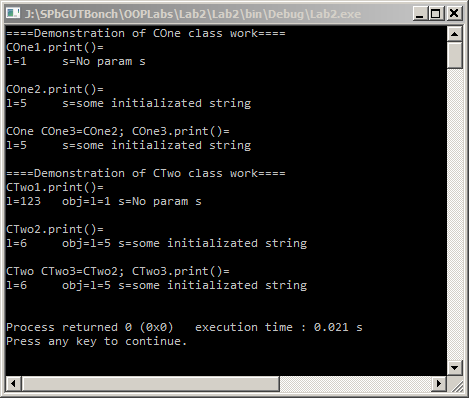 J:\SPbGUTBonch\OOPLabs\Lab2\Lab2\bin\Debug\Lab2.exe
====Demonstration of COne class work====
COne1.print()=
l=1     s=No param s
COne2.print()=
l=5     s=some initializated string
COne COne3=COne2; COne3.print()=
l=5     s=some initializated string
====Demonstration of CTwo class work====
CTwo1.print()=
l=123   obj=l=1 s=No param s
CTwo2.print()=
l=6     obj=l=5 s=some initializated string
CTwo CTwo3=CTwo2; CTwo3.print()=
l=6     obj=l=5 s=some initializated string
Process returned 0 (0x0)   execution time : 0.021 s
Press any key to continue.